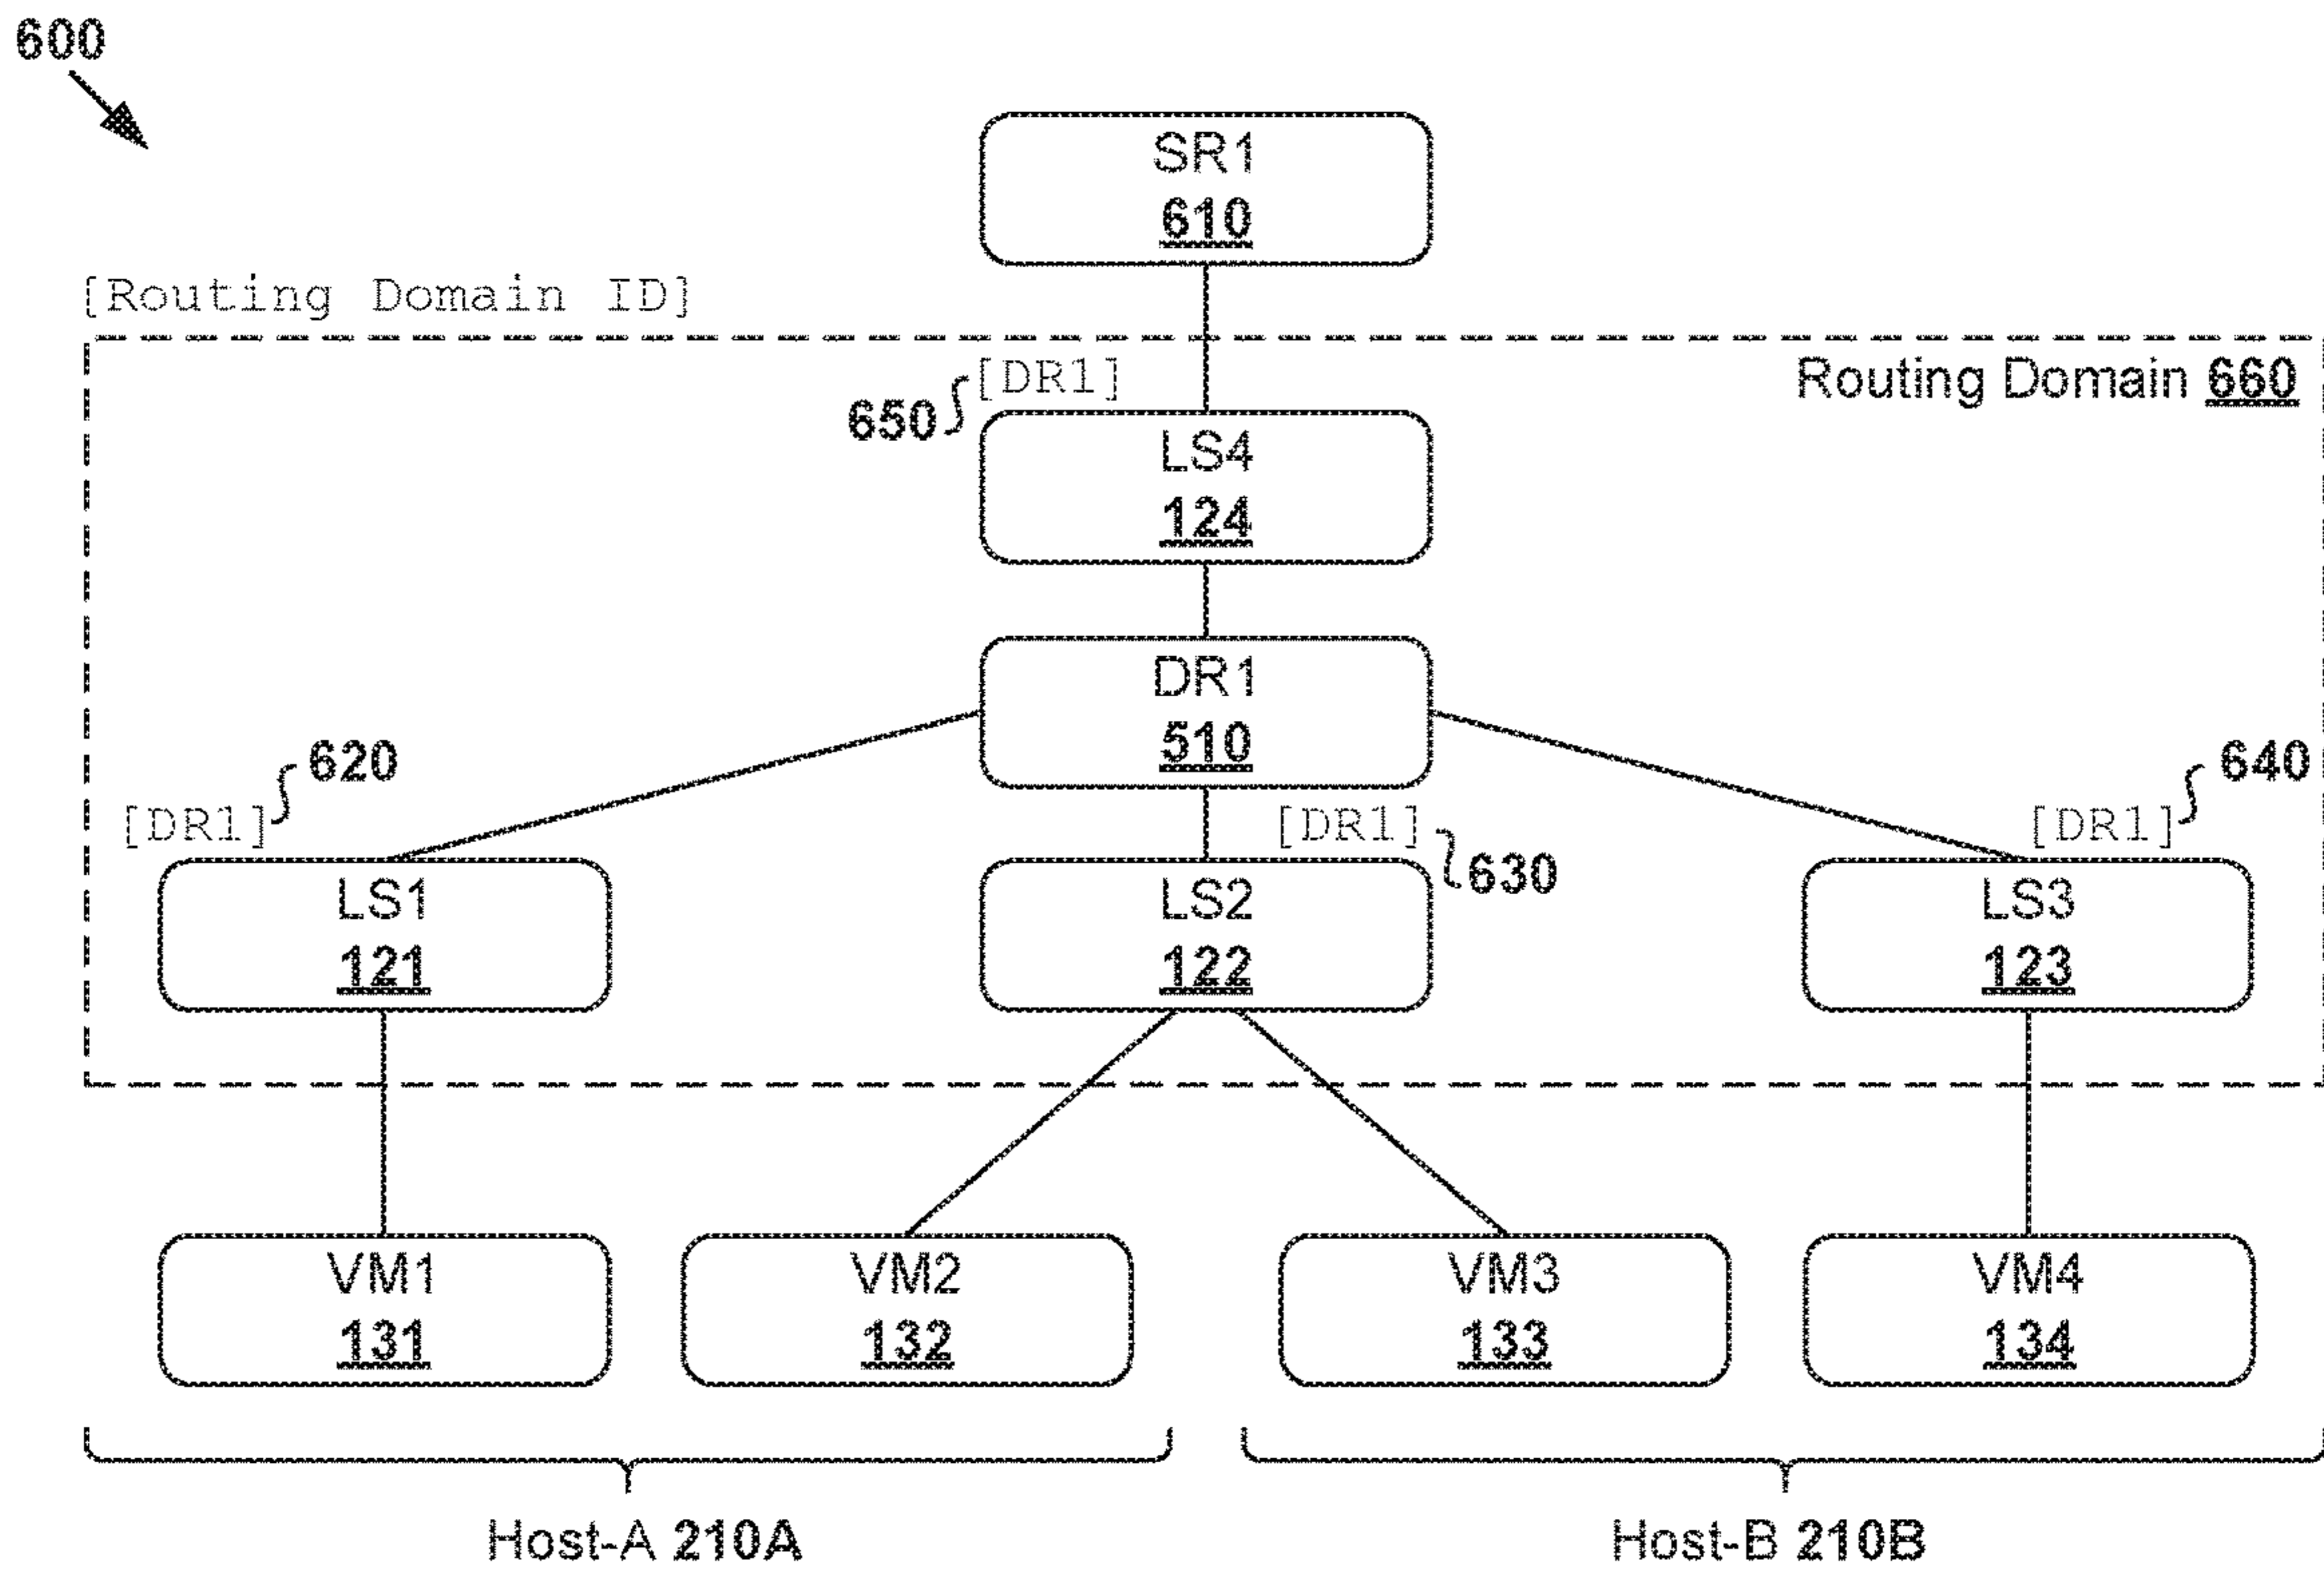 600
SR1
610
[Routing Domain ID]
Routing Domain 660
[DR1]
650
LS4
124
DR1
510
620
640
[DR1]
[DR1]
[DR1]
630
LS1
121
LS2
122
LS3
123
VM1
131
VM2
132
VM3
133
VM4
134
Host-A 210A
Host-B 210B